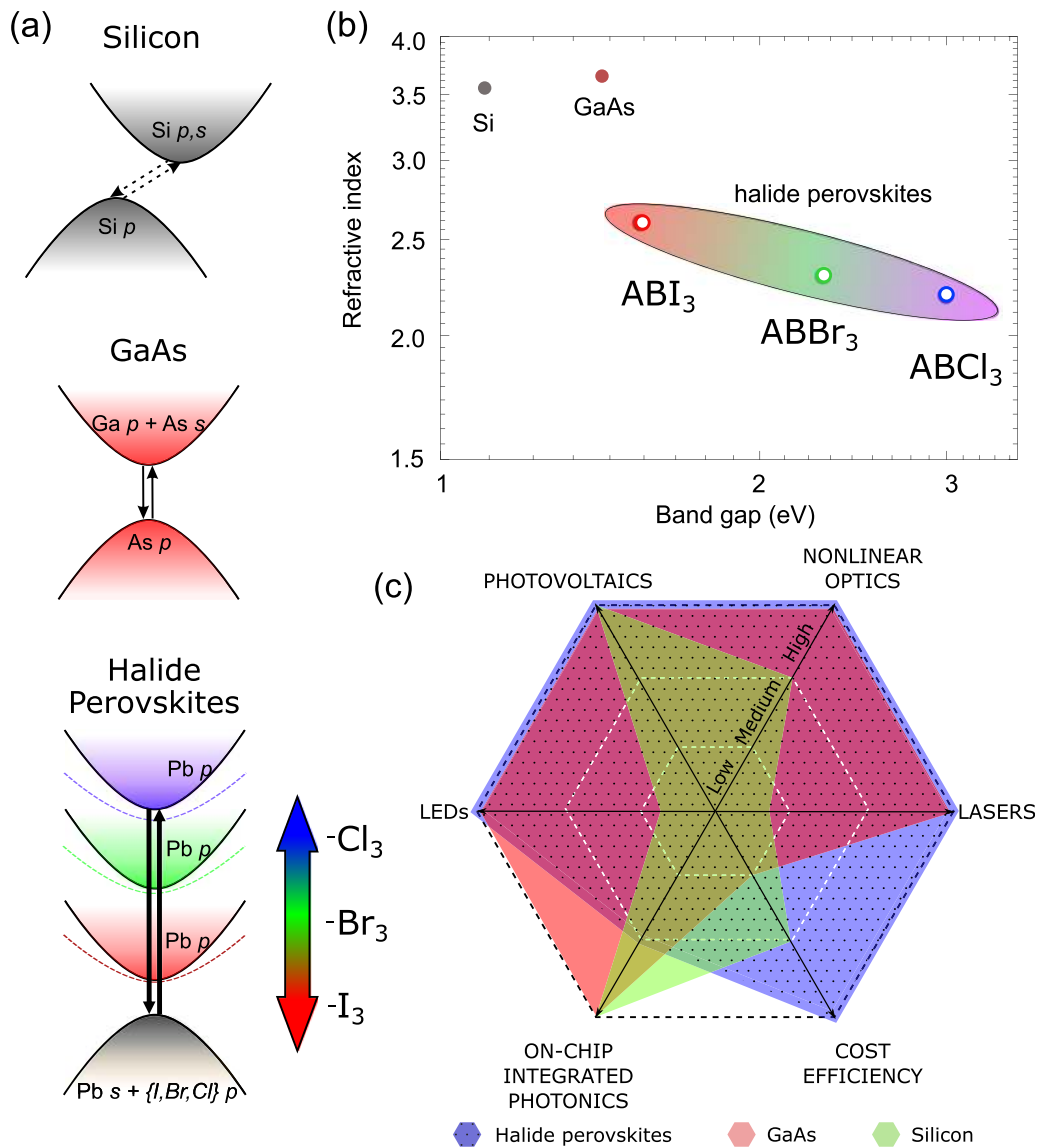 (a)
Silicon
Si p,s
Si p
GaAs
Ga p + As s
As p
Halide
Perovskites
Pb p
Pb p
Pb p
Pb s + {I,Br,Cl} p
-Cl₃
-Br₃
-I₃
(b)
4.0
3.5
3.0
2.5
2.0
1.5
Refractive index
Si
GaAs
halide perovskites
ABI₃
ABBr₃
ABCl₃
1
2
3
Band gap (eV)
(c)
PHOTOVOLTAICS
NONLINEAR
OPTICS
High
Medium
Low
LEDs
LASERS
ON-CHIP
INTEGRATED
PHOTONICS
COST
EFFICIENCY
Halide perovskites
GaAs
Silicon